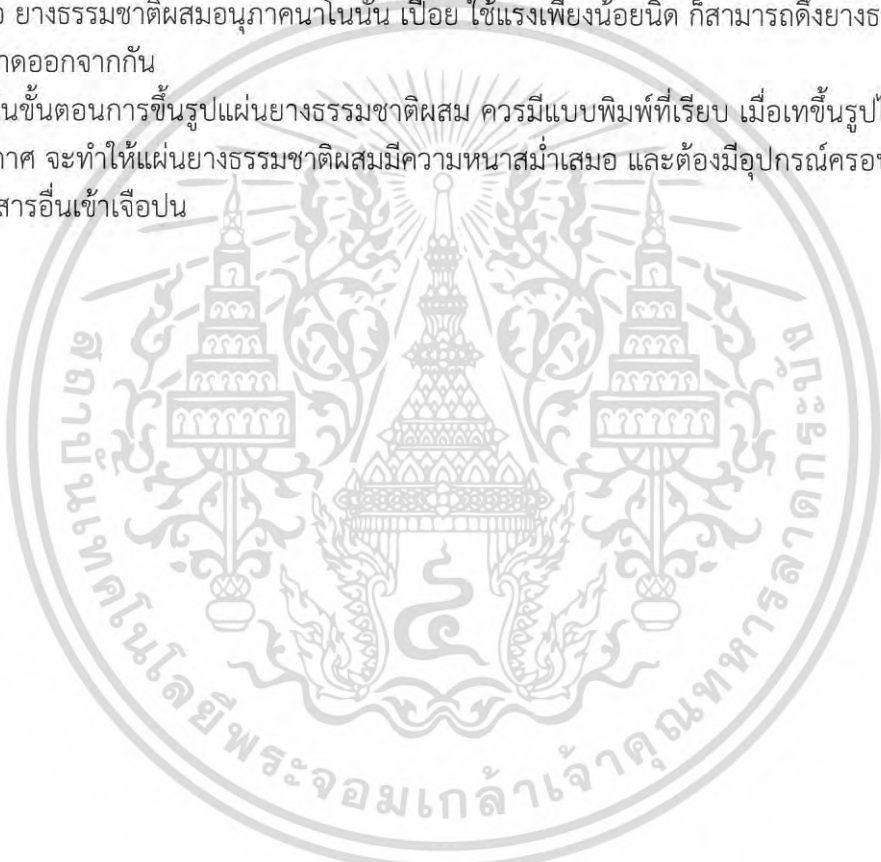 ยางธรรมชาติผสมอนุภาคนาโนนั้น เปื่อย ใช้แรงเพียงน้อยนิด ก็สามารถดึงยางธร
าดออกจากกัน
นขั้นตอนการขึ้นรูปแผ่นยางธรรมชาติผสม ควรมีแบบพิมพ์ที่เรียบ เมื่อเทขึ้นรูป
าศ จะทำให้แผ่นยางธรรมชาติผสมมีความหนาสม่ำเสมอ และต้องมีอุปกรณ์ครอบ
สารอื่นเข้าเจือปน
สถาบันเทคโนโลยีพระจอมเกล้าเจ้าคุณทหารลาดกระบัง